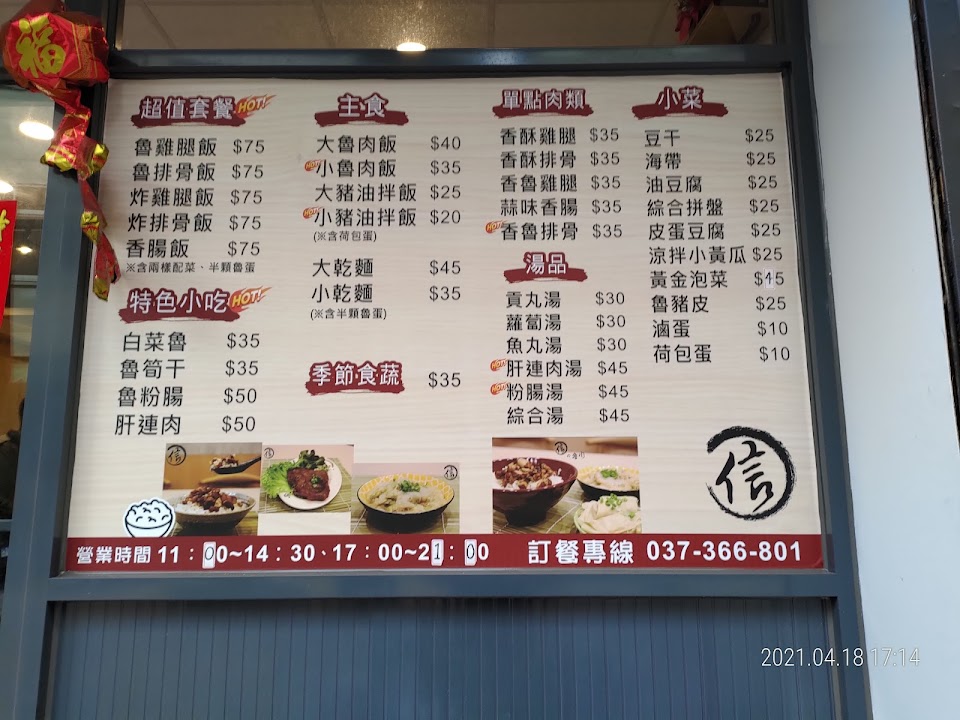 福
超值套餐 HOT!
魯雞腿飯 $75
魯排骨飯 $75
炸雞腿飯 $75
炸排骨飯 $75
香腸飯 $75
※含兩樣配菜、半顆魯蛋
特色小吃 HOT!
白菜魯 $35
魯筍干 $35
魯粉腸 $50
肝連肉 $50
主食
大魯肉飯 $40
HOT! 小魯肉飯 $35
大豬油拌飯 $25
HOT! 小豬油拌飯 $20
(※含荷包蛋)
大乾麵 $45
小乾麵 $35
(※含半顆魯蛋)
季節食蔬 $35
單點肉類
香酥雞腿 $35
香酥排骨 $35
香魯雞腿 $35
蒜味香腸 $35
HOT! 香魯排骨 $35
湯品
貢丸湯 $30
蘿蔔湯 $30
魚丸湯 $30
HOT! 肝連肉湯 $45
HOT! 粉腸湯 $45
綜合湯 $45
小菜
豆干 $25
海帶 $25
油豆腐 $25
綜合拼盤 $25
皮蛋豆腐 $25
涼拌小黃瓜 $25
黃金泡菜 $45
魯豬皮 $25
滷蛋 $10
荷包蛋 $10
信
信
信
信
營業時間 11：00~14：30、17：00~21：00 訂餐專線 037-366-801
2021.04.18 17:14